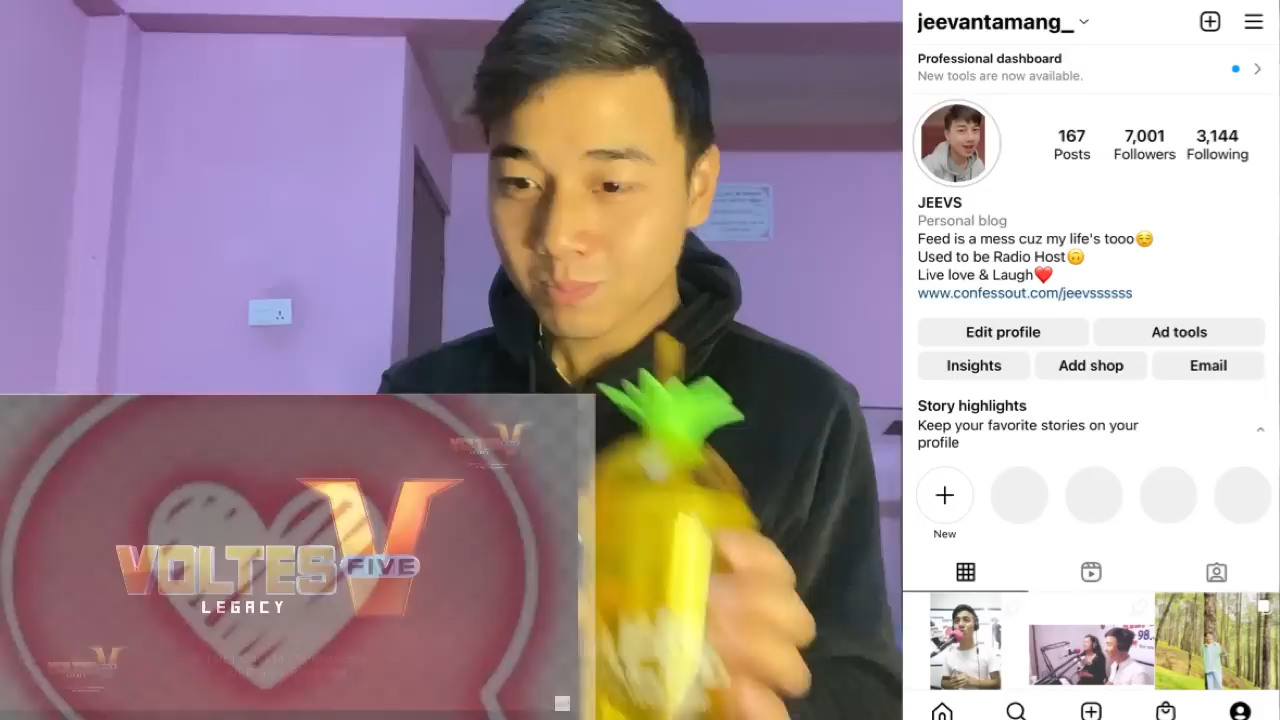 jeevantamang_
Professional dashboard
New tools are now available.
167
7,001
3,144
Posts
Followers
Following
JEEVS
Personal blog
Feed is a mess cuz my life's tooo😌
Used to be Radio Host🙃
Live love & Laugh❤️
www.confessout.com/jeevssssss
Edit profile
Ad tools
Insights
Add shop
Email
Story highlights
Keep your favorite stories on your
profile
New
98.
VOLTES V
FIVE
LEGACY